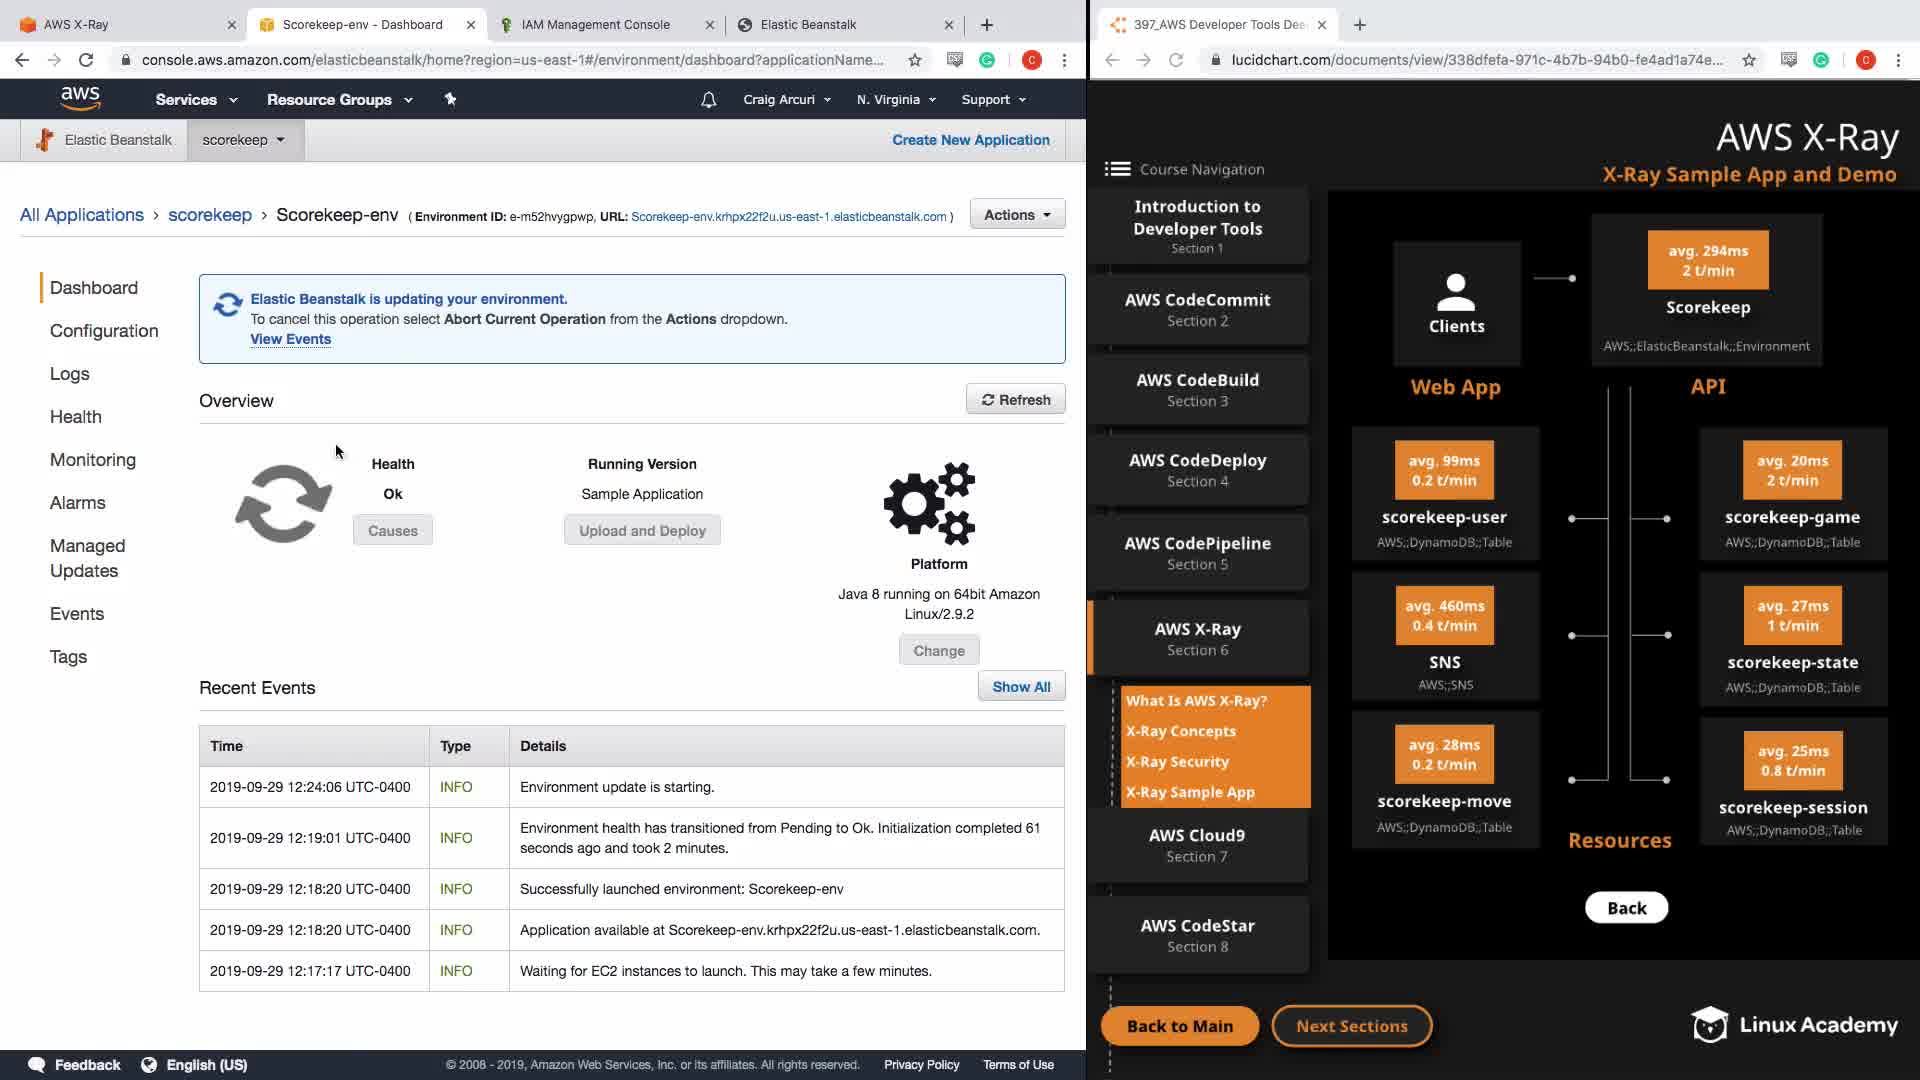 AWS X-Ray
Scorekeep-env - Dashboard
IAM Management Console
Elastic Beanstalk
console.aws.amazon.com/elasticbeanstalk/home?region=us-east-1#/environment/dashboard?applicationName...
C
aws
Services
Resource Groups
Craig Arcuri
N. Virginia
Support
Elastic Beanstalk
scorekeep
Create New Application
All Applications › scorekeep › Scorekeep-env ( Environment ID: e-m52hvygpwp, URL: Scorekeep-env.krhpx22f2u.us-east-1.elasticbeanstalk.com )
Actions
Dashboard
Configuration
Logs
Health
Monitoring
Alarms
Managed
Updates
Events
Tags
Elastic Beanstalk is updating your environment.
To cancel this operation select Abort Current Operation from the Actions dropdown.
View Events
Overview
Refresh
Health
Ok
Causes
Running Version
Sample Application
Upload and Deploy
Platform
Java 8 running on 64bit Amazon
Linux/2.9.2
Change
Recent Events
Show All
Time Type Details
2019-09-29 12:24:06 UTC-0400 INFO Environment update is starting.
2019-09-29 12:19:01 UTC-0400 INFO Environment health has transitioned from Pending to Ok. Initialization completed 61
seconds ago and took 2 minutes.
2019-09-29 12:18:20 UTC-0400 INFO Successfully launched environment: Scorekeep-env
2019-09-29 12:18:20 UTC-0400 INFO Application available at Scorekeep-env.krhpx22f2u.us-east-1.elasticbeanstalk.com.
2019-09-29 12:17:17 UTC-0400 INFO Waiting for EC2 instances to launch. This may take a few minutes.
Feedback
English (US)
© 2008 - 2019, Amazon Web Services, Inc. or its affiliates. All rights reserved.
Privacy Policy
Terms of Use
397_AWS Developer Tools Dee
lucidchart.com/documents/view/338dfefa-971c-4b7b-94b0-fe4ad1a74e...
C
AWS X-Ray
X-Ray Sample App and Demo
Course Navigation
Introduction to
Developer Tools
Section 1
AWS CodeCommit
Section 2
AWS CodeBuild
Section 3
AWS CodeDeploy
Section 4
AWS CodePipeline
Section 5
AWS X-Ray
Section 6
What Is AWS X-Ray?
X-Ray Concepts
X-Ray Security
X-Ray Sample App
AWS Cloud9
Section 7
AWS CodeStar
Section 8
Clients
Web App
avg. 294ms
2 t/min
Scorekeep
AWS;;ElasticBeanstalk;;Environment
API
avg. 99ms
0.2 t/min
scorekeep-user
AWS;;DynamoDB;;Table
avg. 20ms
2 t/min
scorekeep-game
AWS;;DynamoDB;;Table
avg. 460ms
0.4 t/min
SNS
AWS;;SNS
avg. 27ms
1 t/min
scorekeep-state
AWS;;DynamoDB;;Table
avg. 28ms
0.2 t/min
scorekeep-move
AWS;;DynamoDB;;Table
avg. 25ms
0.8 t/min
scorekeep-session
AWS;;DynamoDB;;Table
Resources
Back
Back to Main
Next Sections
Linux Academy